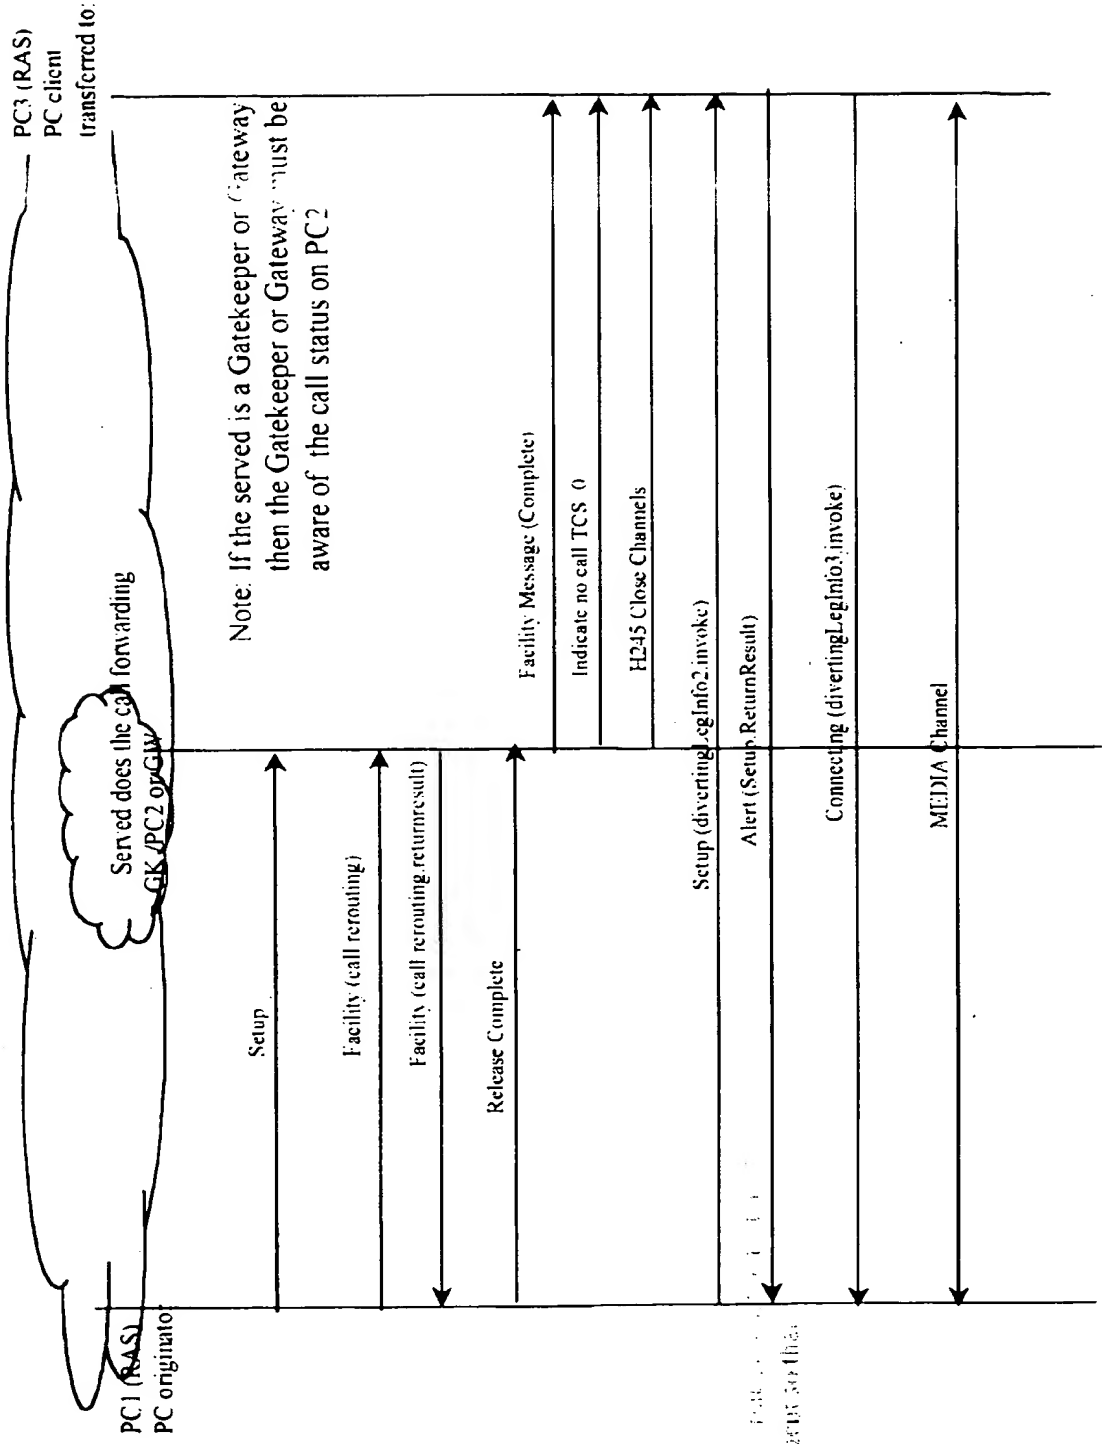 PC3 (RAS)
PC client
transferred to:
Served does the call forwarding
GK /PC2 or GW
PC1 (RAS)
PC originato
Note: If the served is a Gatekeeper or Gateway
then the Gatekeeper or Gateway must be
aware of the call status on PC2
Setup
Facility (call rerouting)
Facility (call rerouting.returnresult)
Release Complete
Facility Message (Complete)
Indicate no call TCS ()
H245 Close Channels
Setup (divertingLegInfo2.invoke)
Alert (Setup.ReturnResult)
Connecting (divertingLegInfo3.invoke)
MEDIA Channel